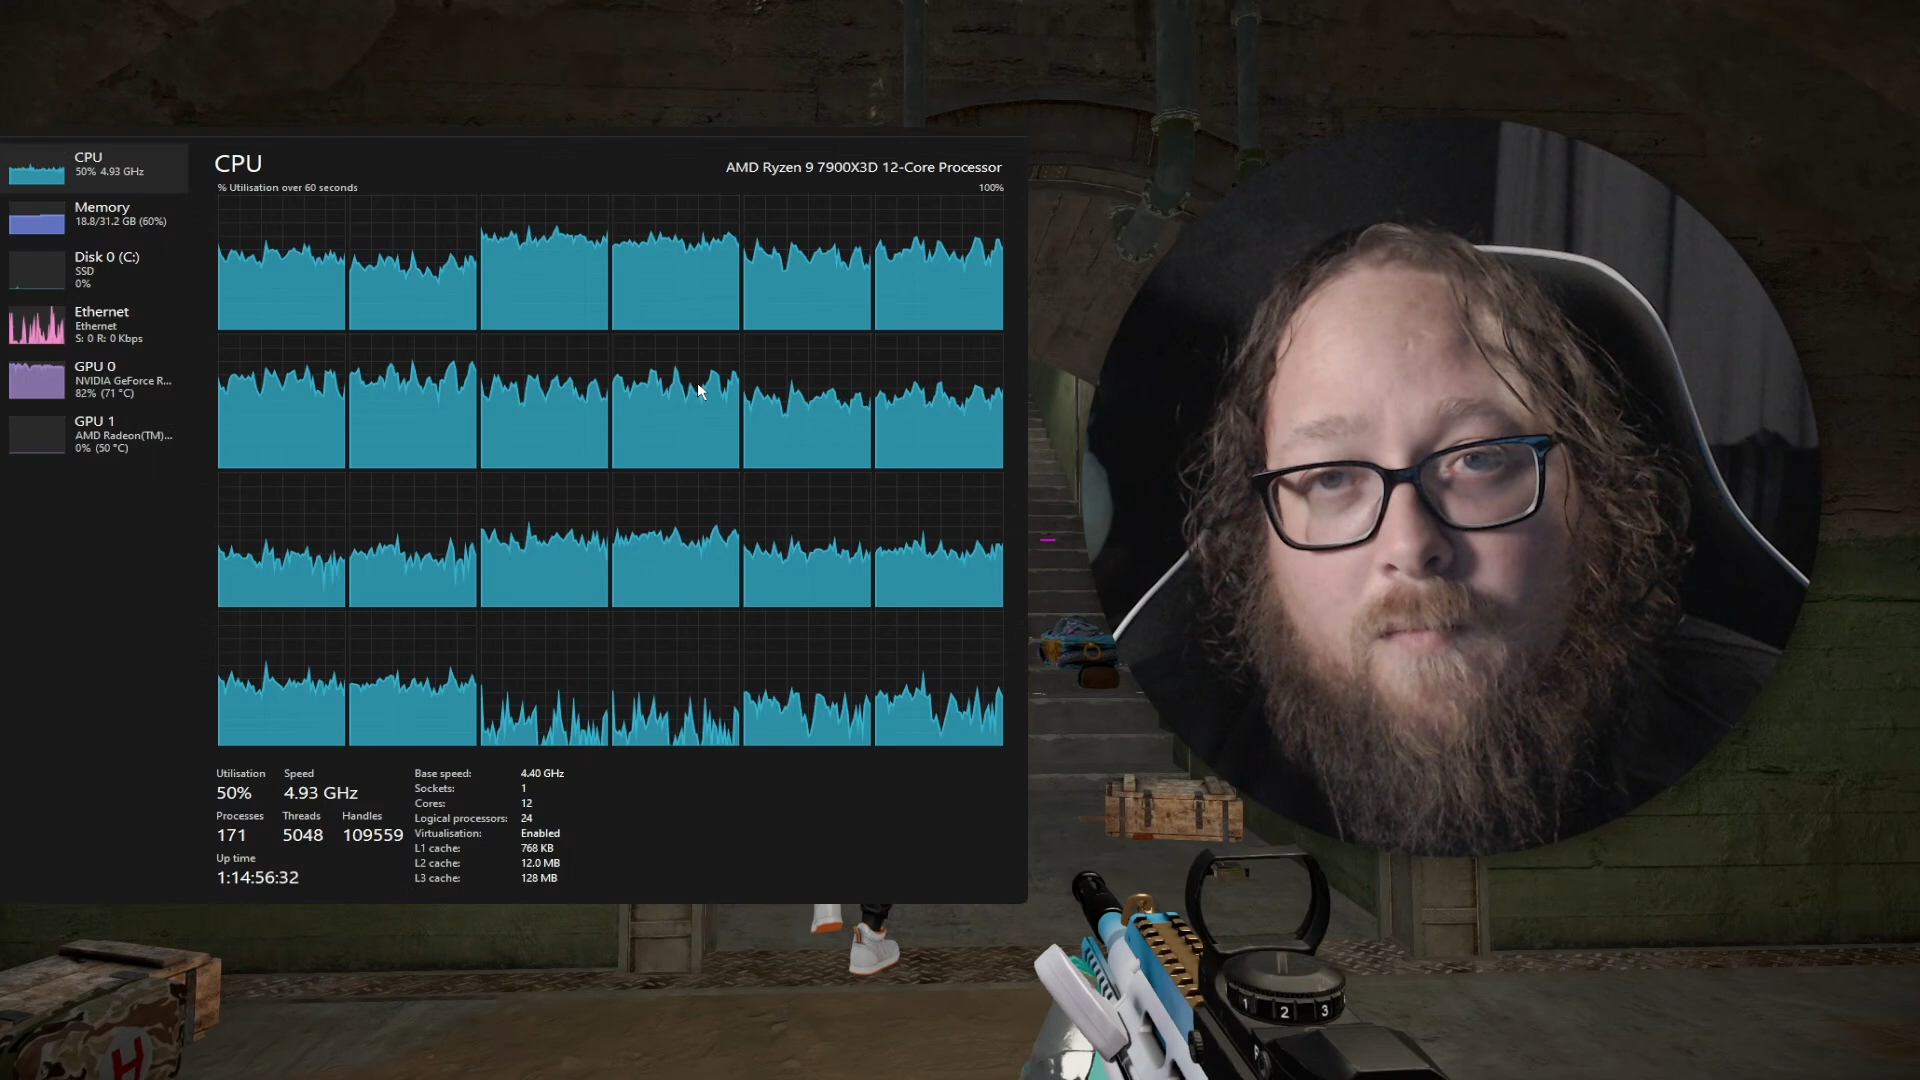 CPU
50% 4.93 GHz
Memory
18.8/31.2 GB (60%)
Disk 0 (C:)
SSD
0%
Ethernet
Ethernet
S: 0 R: 0 Kbps
GPU 0
NVIDIA GeForce R...
82% (71 °C)
GPU 1
AMD Radeon(TM)...
0% (50 °C)
CPU
AMD Ryzen 9 7900X3D 12-Core Processor
% Utilisation over 60 seconds
100%
Utilisation
50%
Speed
4.93 GHz
Processes
171
Threads
5048
Handles
109559
Up time
1:14:56:32
Base speed: 4.40 GHz
Sockets: 1
Cores: 12
Logical processors: 24
Virtualisation: Enabled
L1 cache: 768 KB
L2 cache: 12.0 MB
L3 cache: 128 MB
1 2 3
H